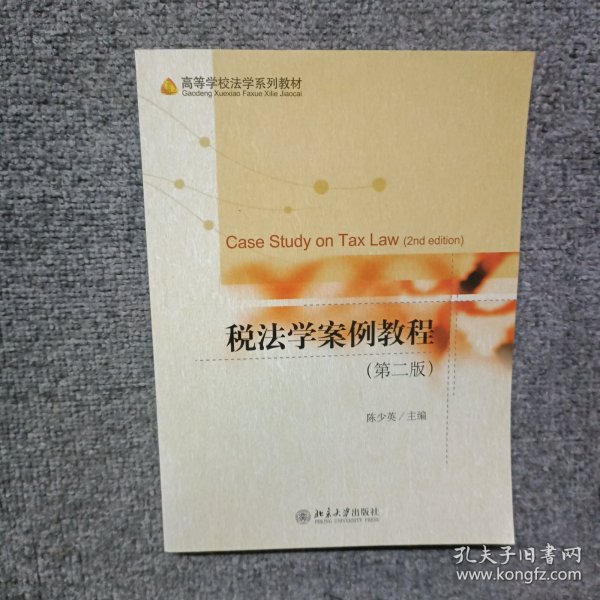 高等学校法学系列教材
Gaodeng Xuexiao Faxue Xilie Jiaocai
Case Study on Tax Law (2nd edition)
税法学案例教程
(第二版)
陈少英/主编
北京大学出版社
PEKING UNIVERSITY PRESS
孔夫子旧书网
www.kongfz.com